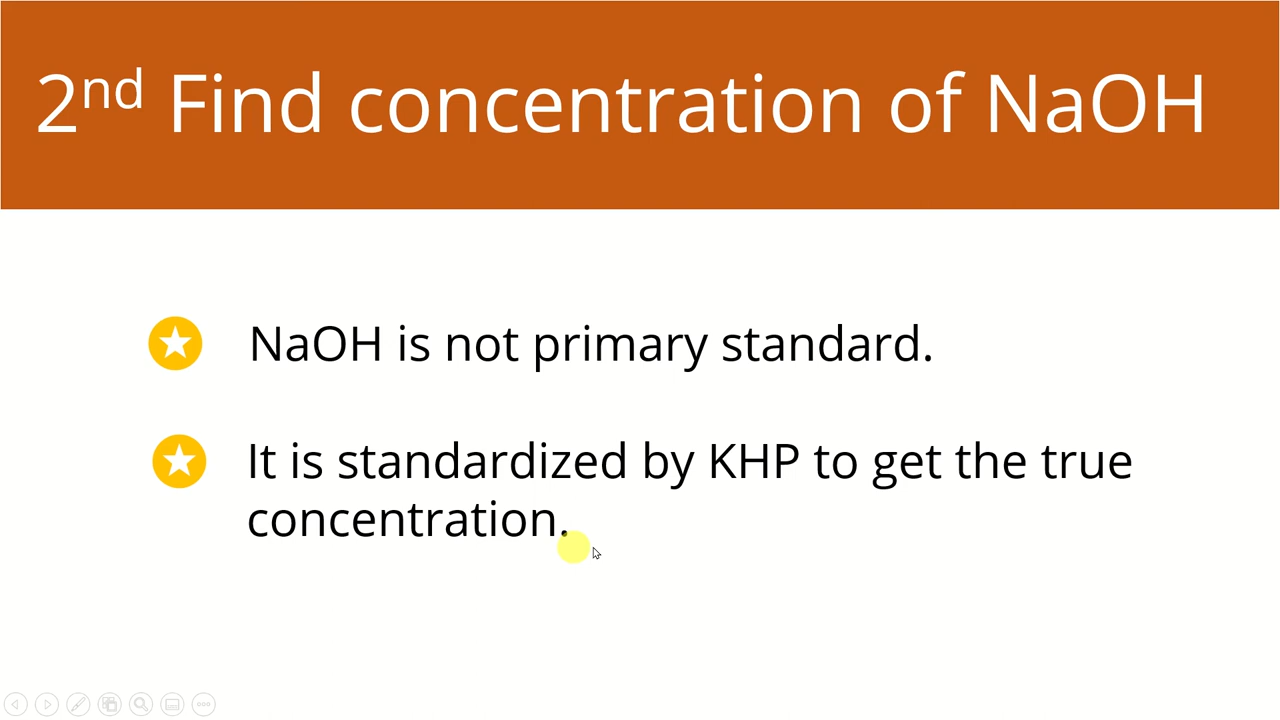 2nd Find concentration of NaOH
NaOH is not primary standard.
It is standardized by KHP to get the true
concentration.